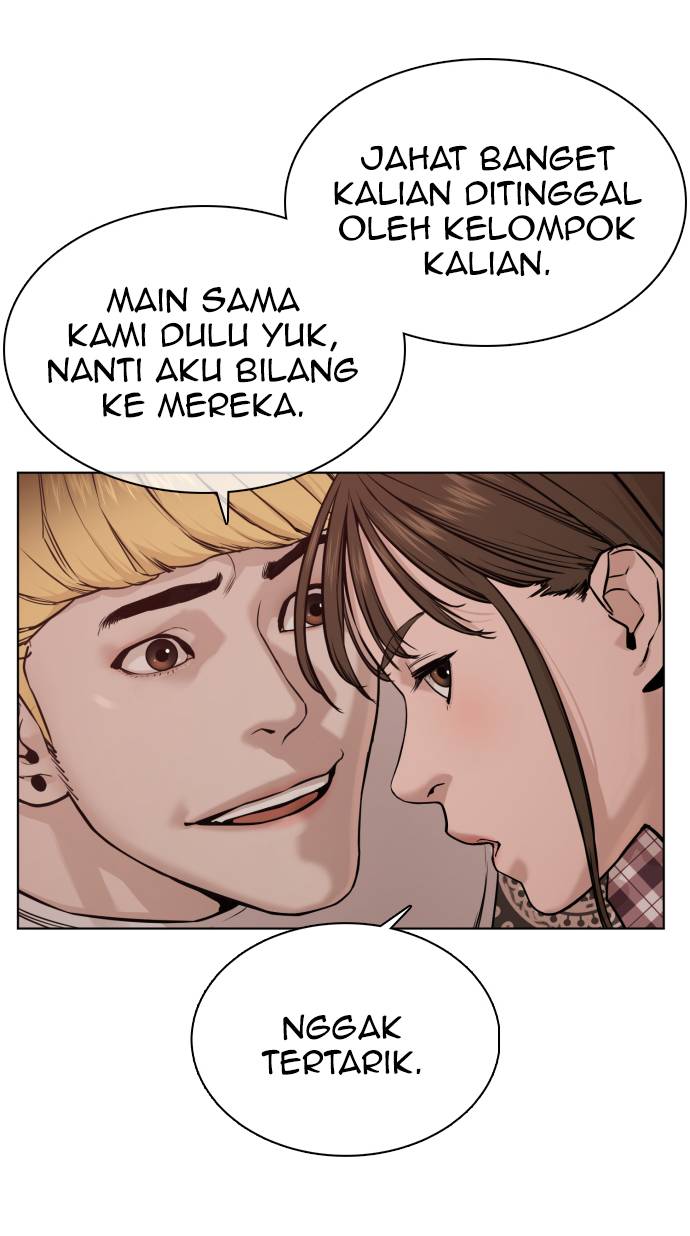 JAHAT BANGET
KALIAN DITINGGAL
OLEH KELOMPOK
KALIAN.
MAIN SAMA
KAMI DULU YUK,
NANTI AKU BILANG
KE MEREKA.
NGGAK
TERTARIK.